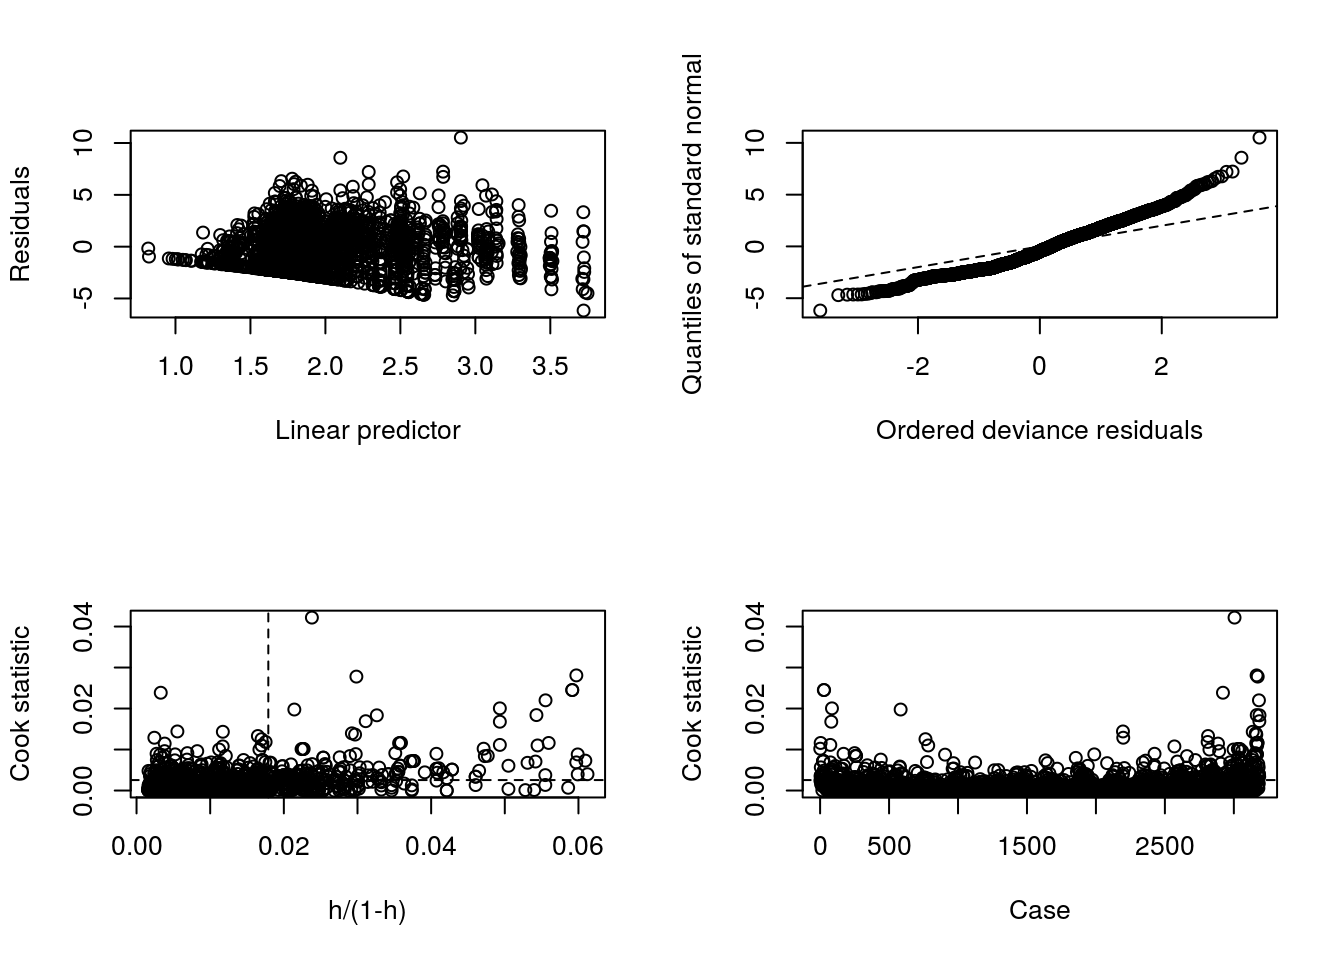 Residuals
10
5
0
-5
1.0 1.5 2.0 2.5 3.0 3.5
Linear predictor
Quantiles of standard normal
10
5
0
-5
-2 0 2
Ordered deviance residuals
Cook statistic
0.04
0.02
0.00
0.00 0.02 0.04 0.06
h/(1-h)
Cook statistic
0.04
0.02
0.00
0 500 1500 2500
Case